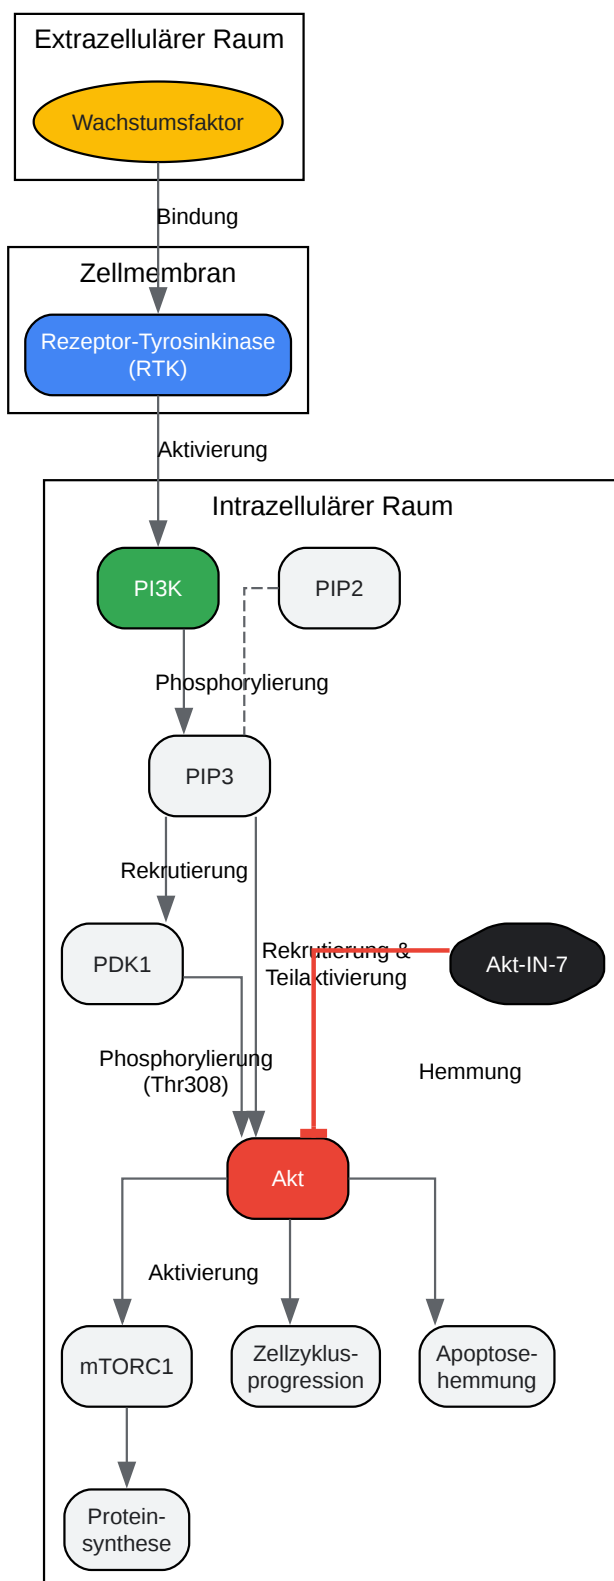 Extrazellulärer Raum
Wachstumsfaktor
Bindung
Zellmembran
Rezeptor-Tyrosinkinase
(RTK)
Aktivierung
Intrazellulärer Raum
PI3K
PIP2
Phosphorylierung
PIP3
Rekrutierung
PDK1
Rekrutierung &
Teilaktivierung
Akt-IN-7
Phosphorylierung
(Thr308)
Hemmung
Akt
Aktivierung
mTORC1
Zellzyklus-
progression
Apoptose-
hemmung
Protein-
synthese